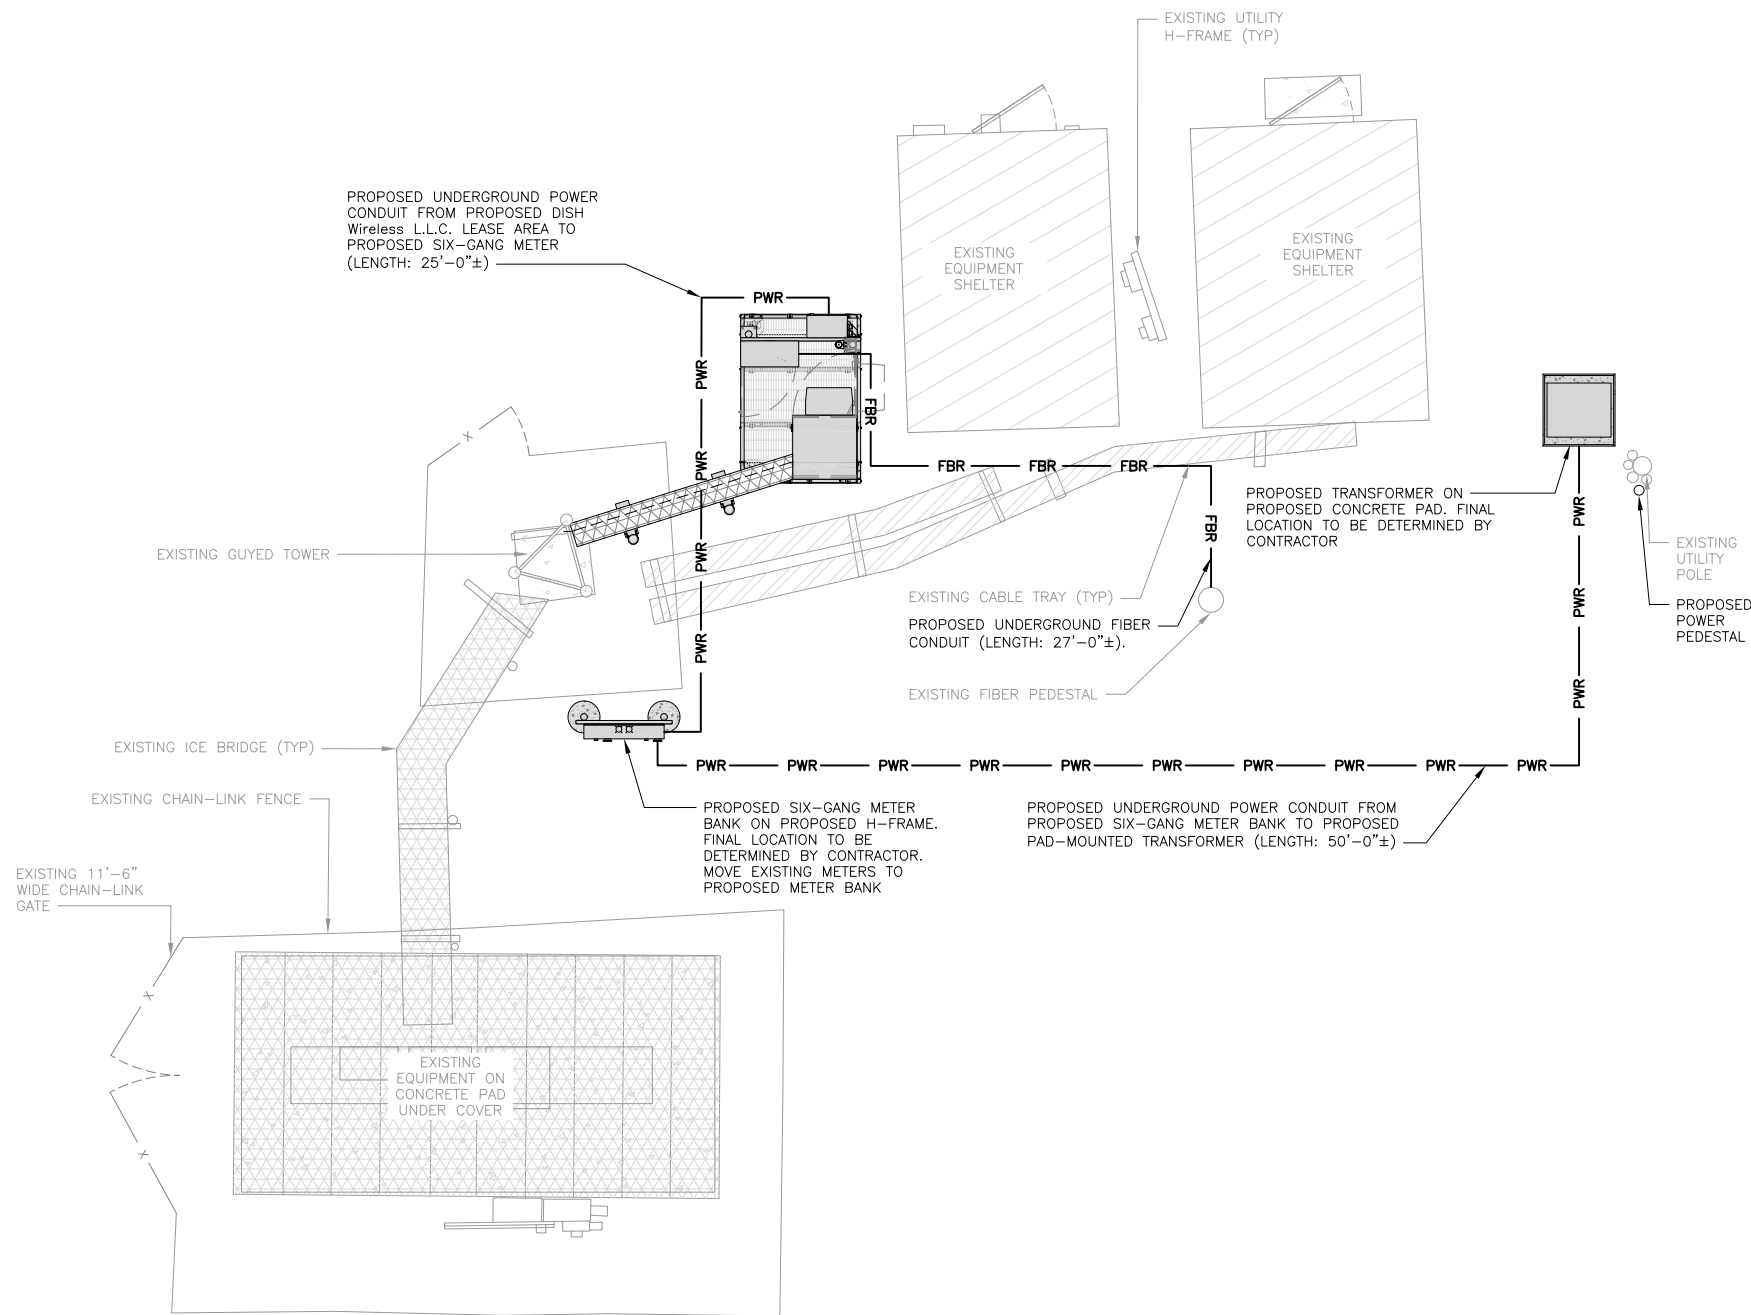 EXISTING UTILITY
H-FRAME (TYP)
PROPOSED UNDERGROUND POWER
CONDUIT FROM PROPOSED DISH
Wireless L.L.C. LEASE AREA TO
PROPOSED SIX-GANG METER
(LENGTH: 25'-0"±)
EXISTING
EQUIPMENT
SHELTER
EXISTING
EQUIPMENT
SHELTER
PWR
PWR
PWR
PWR
PWR
FBR
FBR
FBR
FBR
FBR
PROPOSED TRANSFORMER ON
PROPOSED CONCRETE PAD. FINAL
LOCATION TO BE DETERMINED BY
CONTRACTOR
PWR
PWR
PWR
EXISTING
UTILITY
POLE
PROPOSED
POWER
PEDESTAL
X
EXISTING GUYED TOWER
EXISTING CABLE TRAY (TYP)
PROPOSED UNDERGROUND FIBER
CONDUIT (LENGTH: 27'-0"±).
EXISTING FIBER PEDESTAL
EXISTING ICE BRIDGE (TYP)
PWR PWR PWR PWR PWR PWR PWR PWR PWR PWR
EXISTING CHAIN-LINK FENCE
PROPOSED SIX-GANG METER
BANK ON PROPOSED H-FRAME.
FINAL LOCATION TO BE
DETERMINED BY CONTRACTOR.
MOVE EXISTING METERS TO
PROPOSED METER BANK
PROPOSED UNDERGROUND POWER CONDUIT FROM
PROPOSED SIX-GANG METER BANK TO PROPOSED
PAD-MOUNTED TRANSFORMER (LENGTH: 50'-0"±)
EXISTING 11'-6"
WIDE CHAIN-LINK
GATE
X
X
EXISTING
EQUIPMENT ON
CONCRETE PAD
UNDER COVER